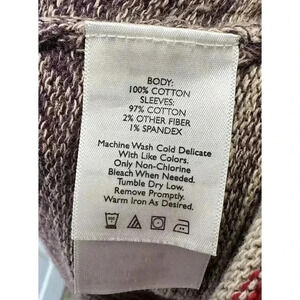 BODY:
100% COTTON
SLEEVES:
97% COTTON
2% OTHER FIBER
1% SPANDEX
Machine Wash Cold Delicate
With Like Colors.
Only Non-Chlorine
Bleach When Needed.
Tumble Dry Low.
Remove Promptly.
Warm Iron As Desired.